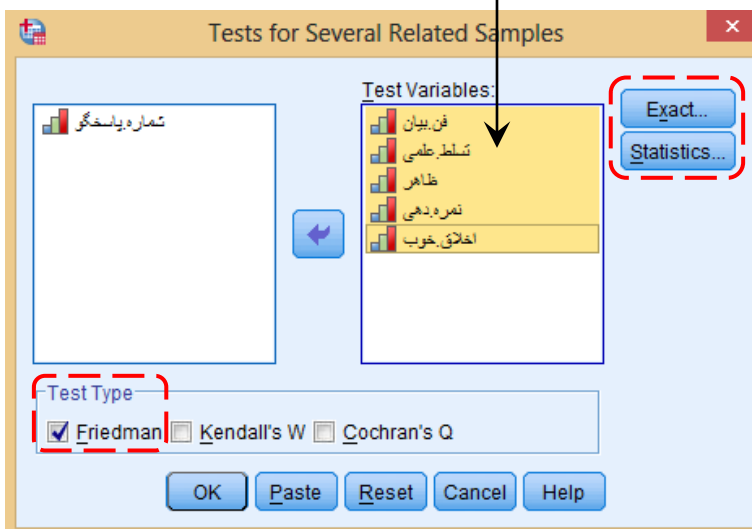 Tests for Several Related Samples
Test Variables:
شماره.پاسخگو
فن.بیان
تسلط.علمی
ظاهر
نمره.دهی
اخلاق.خوب
Exact...
Statistics...
Test Type
Friedman Kendall's W Cochran's Q
OK Paste Reset Cancel Help